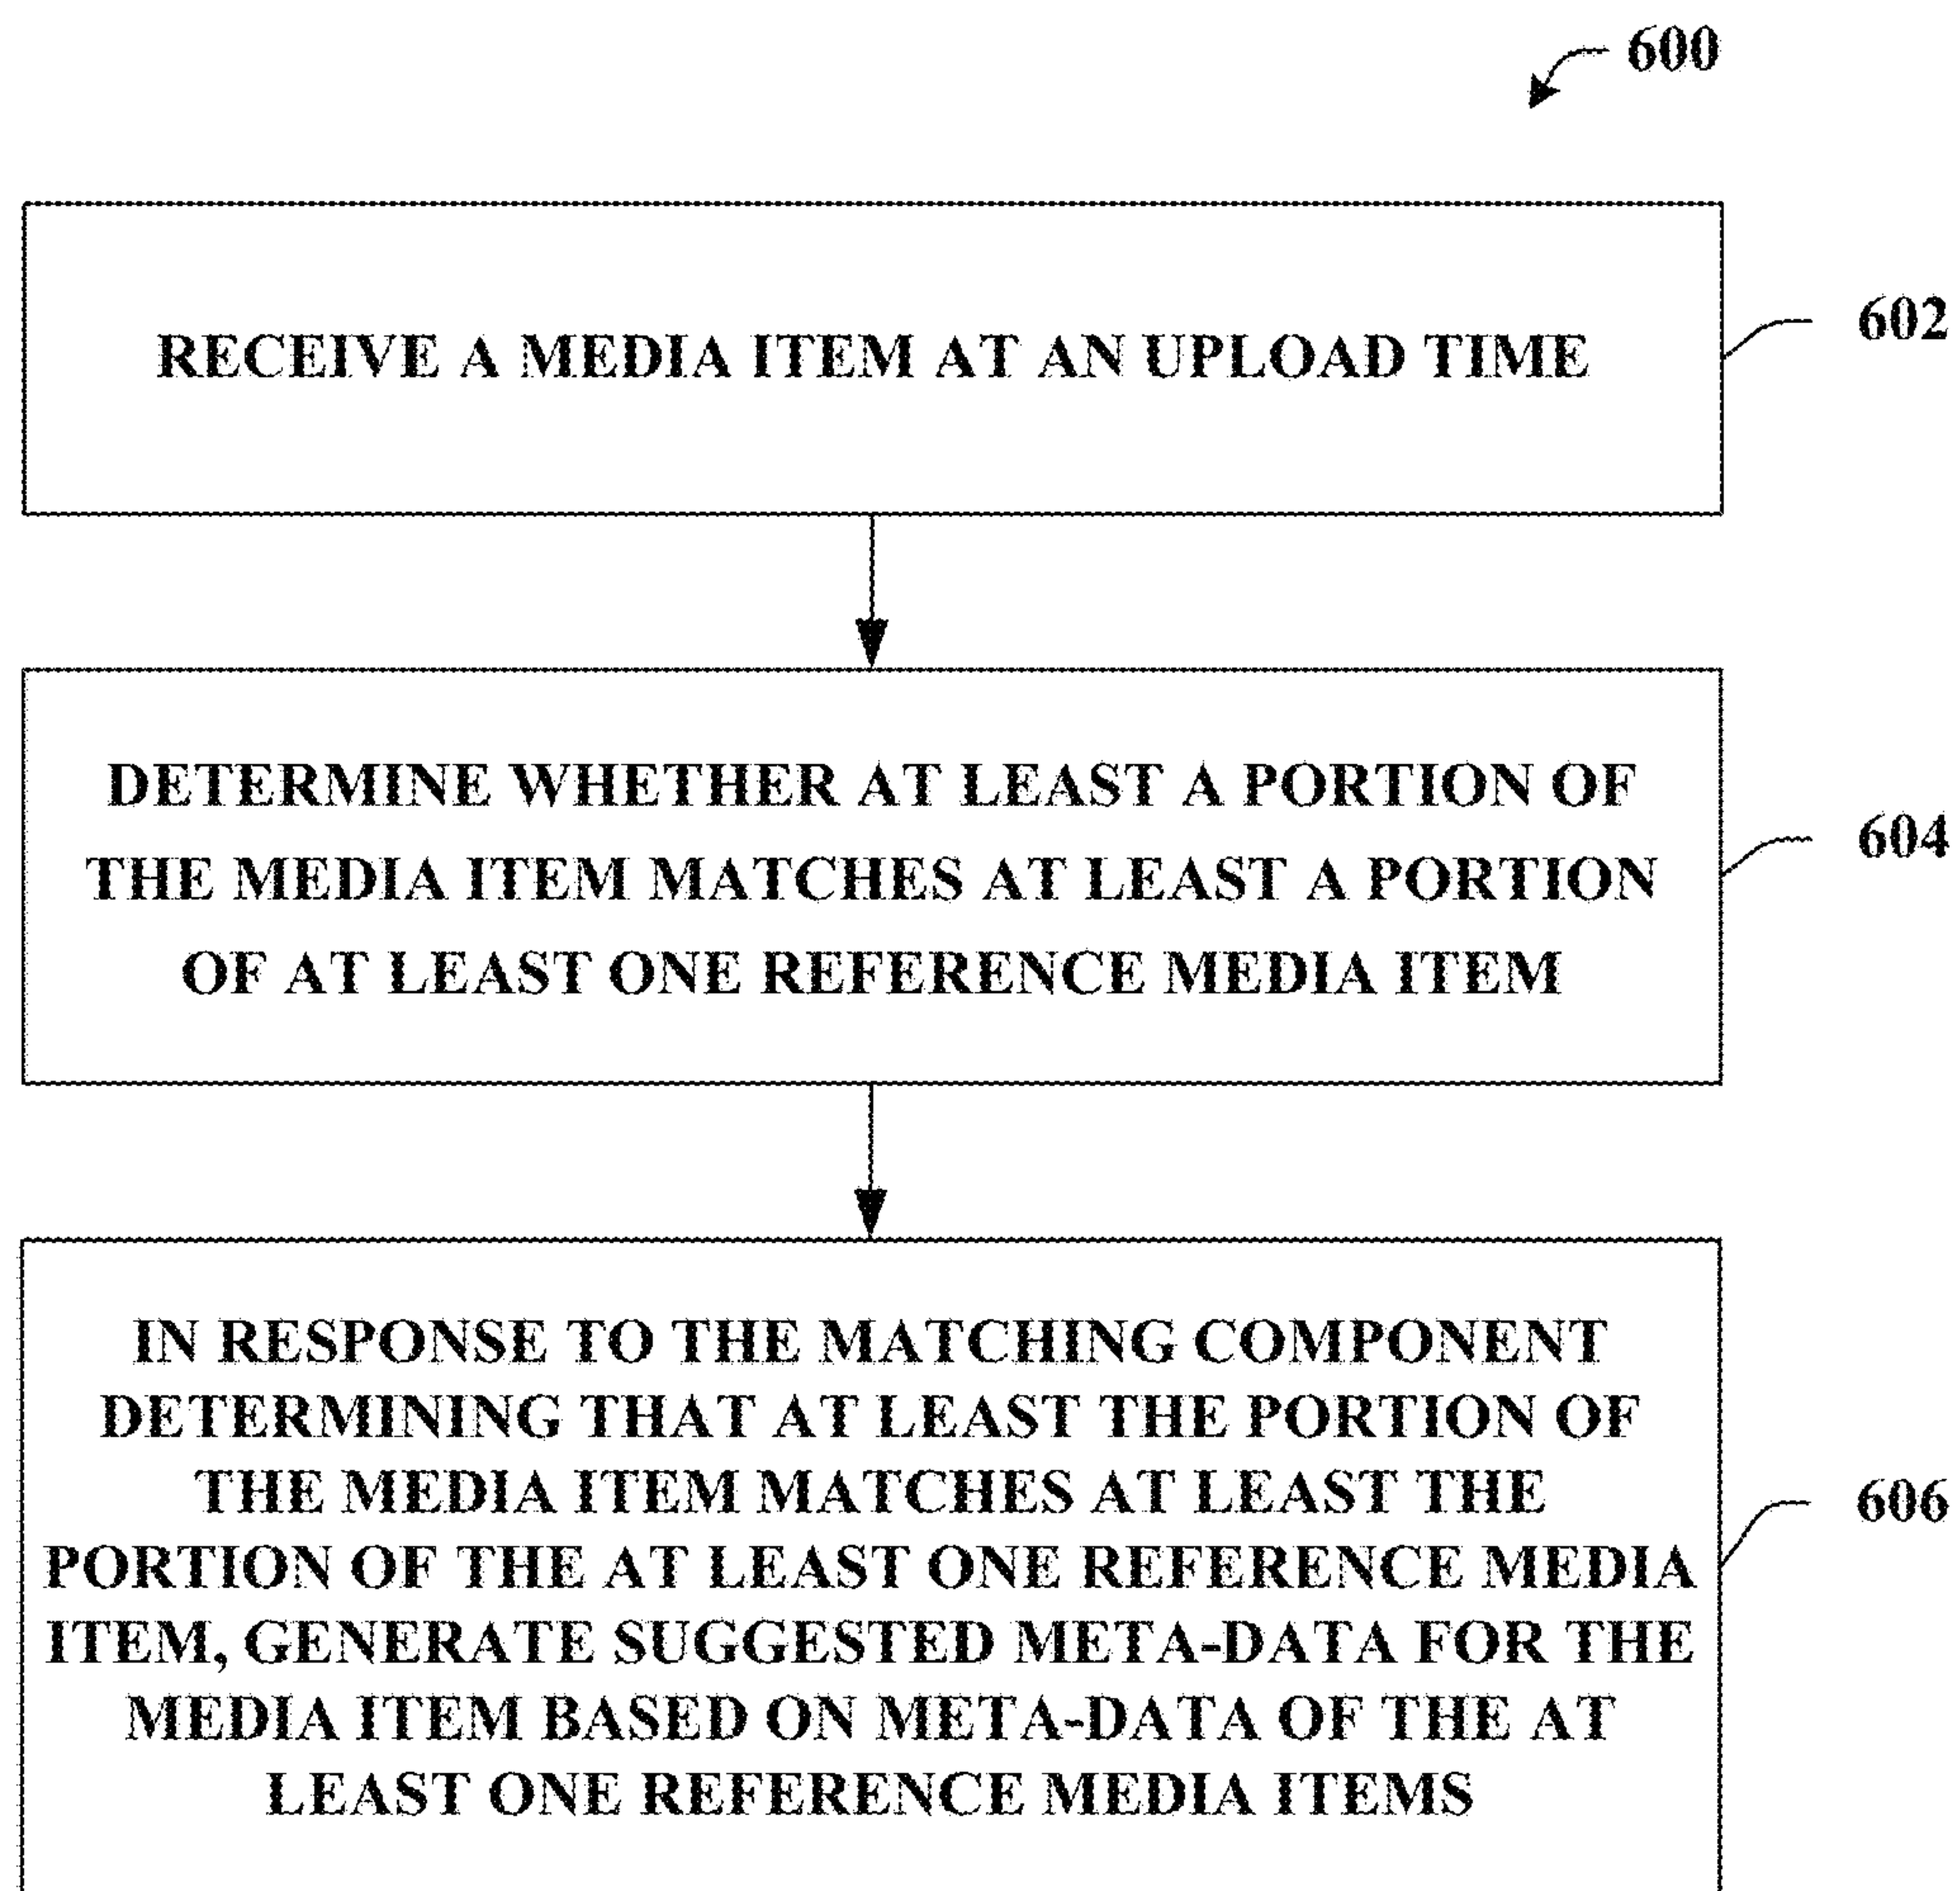 600
RECEIVE A MEDIA ITEM AT AN UPLOAD TIME
602
DETERMINE WHETHER AT LEAST A PORTION OF
THE MEDIA ITEM MATCHES AT LEAST A PORTION
OF AT LEAST ONE REFERENCE MEDIA ITEM
604
IN RESPONSE TO THE MATCHING COMPONENT
DETERMINING THAT AT LEAST THE PORTION OF
THE MEDIA ITEM MATCHES AT LEAST THE
PORTION OF THE AT LEAST ONE REFERENCE MEDIA
ITEM, GENERATE SUGGESTED META-DATA FOR THE
MEDIA ITEM BASED ON META-DATA OF THE AT
LEAST ONE REFERENCE MEDIA ITEMS
606